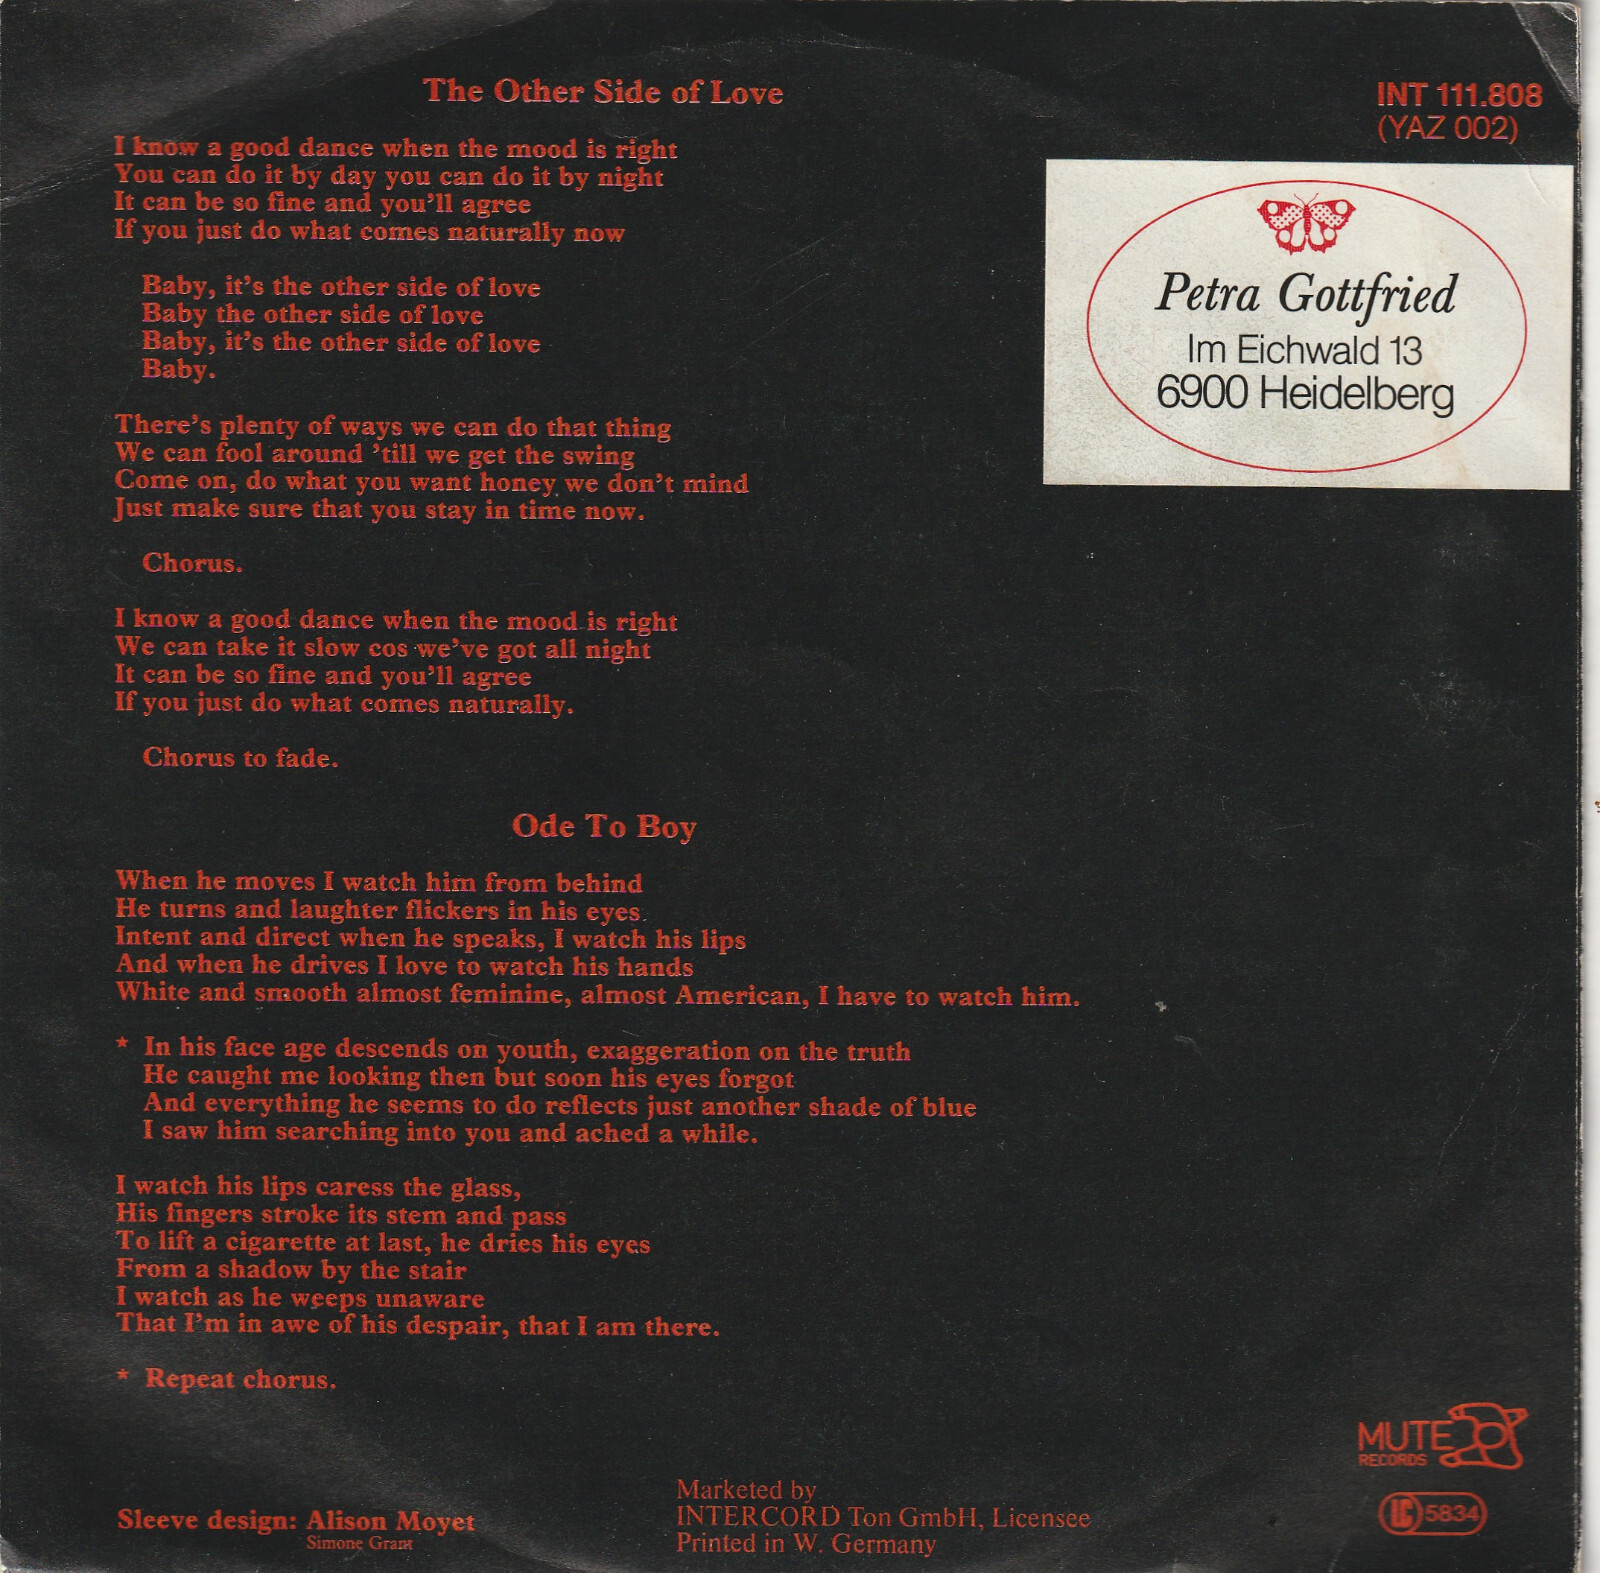 The Other Side of Love
INT 111.808
(YAZ 002)
I know a good dance when the mood is right
You can do it by day you can do it by night
It can be so fine and you'll agree
If you just do what comes naturally now
Baby, it's the other side of love
Baby the other side of love
Baby, it's the other side of love
Baby.
Petra Gottfried
Im Eichwald 13
6900 Heidelberg
There's plenty of ways we can do that thing
We can fool around 'till we get the swing
Come on, do what you want honey we don't mind
Just make sure that you stay in time now.
Chorus.
I know a good dance when the mood is right
We can take it slow cos we've got all night
It can be so fine and you'll agree
If you just do what comes naturally.
Chorus to fade.
Ode To Boy
When he moves I watch him from behind
He turns and laughter flickers in his eyes
Intent and direct when he speaks, I watch his lips
And when he drives I love to watch his hands
White and smooth almost feminine, almost American, I have to watch him.
* In his face age descends on youth, exaggeration on the truth
He caught me looking then but soon his eyes forgot
And everything he seems to do reflects just another shade of blue
I saw him searching into you and ached a while.
I watch his lips caress the glass,
His fingers stroke its stem and pass
To lift a cigarette at last, he dries his eyes
From a shadow by the stair
I watch as he weeps unaware
That I'm in awe of his despair, that I am there.
* Repeat chorus.
MUTE
RECORDS
LC 5834
Sleeve design: Alison Moyet
Simone Grant
Marketed by
INTERCORD Ton GmbH, Licensee
Printed in W. Germany